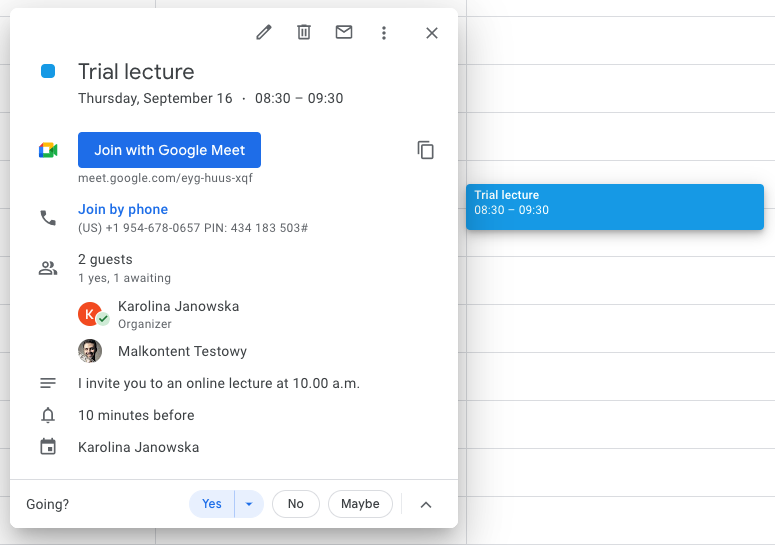 Trial lecture
Thursday, September 16 · 08:30 – 09:30
Join with Google Meet
meet.google.com/eyg-huus-xqf
Join by phone
(US) +1 954-678-0657 PIN: 434 183 503#
2 guests
1 yes, 1 awaiting
K
Karolina Janowska
Organizer
Malkontent Testowy
I invite you to an online lecture at 10.00 a.m.
10 minutes before
Karolina Janowska
Going?
Yes
No
Maybe
Trial lecture
08:30 – 09:30